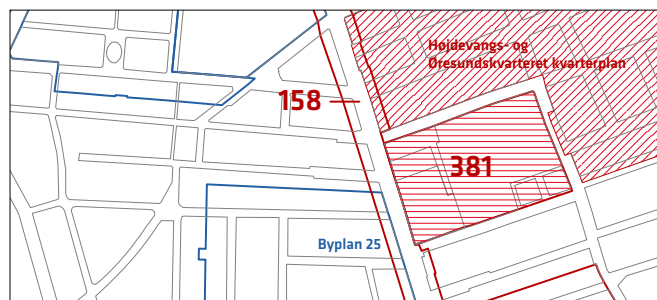 Højdevangs- og
Øresundskvarteret kvarterplan
158
381
Byplan 25